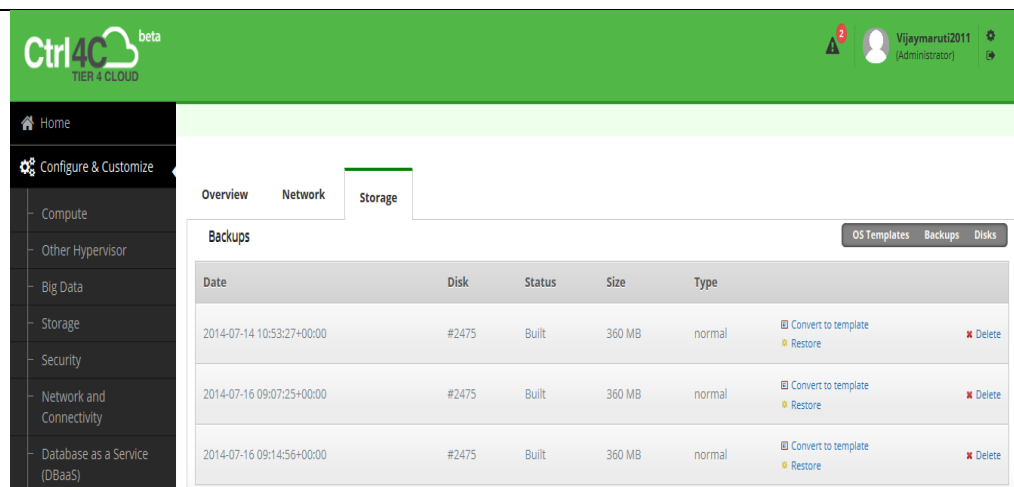 Ctrl4C beta
TIER 4 CLOUD
2
Vijaymaruti2011
(Administrator)
Home
Configure & Customize
Compute
Other Hypervisor
Big Data
Storage
Security
Network and
Connectivity
Database as a Service
(DBaaS)
Overview Network Storage
Backups
OS Templates Backups Disks
Date Disk Status Size Type
2014-07-14 10:53:27+00:00 #2475 Built 360 MB normal Convert to template
Restore
Delete
2014-07-16 09:07:25+00:00 #2475 Built 360 MB normal Convert to template
Restore
Delete
2014-07-16 09:14:56+00:00 #2475 Built 360 MB normal Convert to template
Restore
Delete